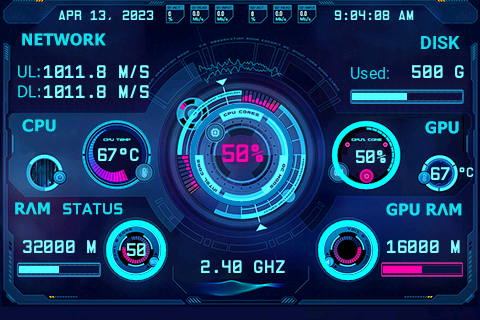 APR 13, 2023
9:04:08 AM
NETWORK
DISK
UL:1011.8 M/S
DL:1011.8 M/S
Used: 500 G
CPU
CPU TEMP
67°C
CPU CORES
50%
50%
GPU
67°C
RAM STATUS
GPU RAM
32000 M
50
16000 M
2.40 GHZ